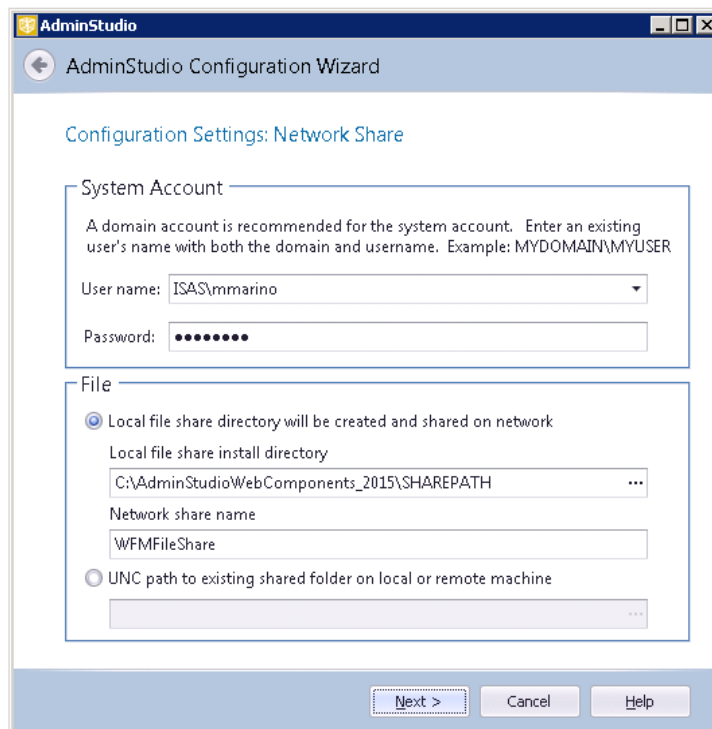 AdminStudio
AdminStudio Configuration Wizard
Configuration Settings: Network Share
System Account
A domain account is recommended for the system account. Enter an existing
user's name with both the domain and username. Example: MYDOMAIN\MYUSER
User name: ISAS\mmarino
Password: ●●●●●●●●
File
Local file share directory will be created and shared on network
Local file share install directory
C:\AdminStudioWebComponents_2015\SHAREPATH ...
Network share name
WFMFileShare
UNC path to existing shared folder on local or remote machine
...
Next > Cancel Help